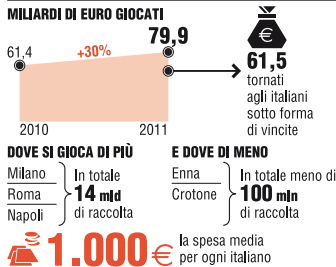 MILIARDI DI EURO GIOCATI
61,4
+30%
79,9
2010
2011
€
61,5
tornati
agli italiani
sotto forma
di vincite
DOVE SI GIOCA DI PIÙ
Milano
Roma
Napoli
In totale
14 mld
di raccolta
E DOVE DI MENO
Enna
Crotone
In totale meno di
100 mln
di raccolta
1.000 €
la spesa media
per ogni italiano